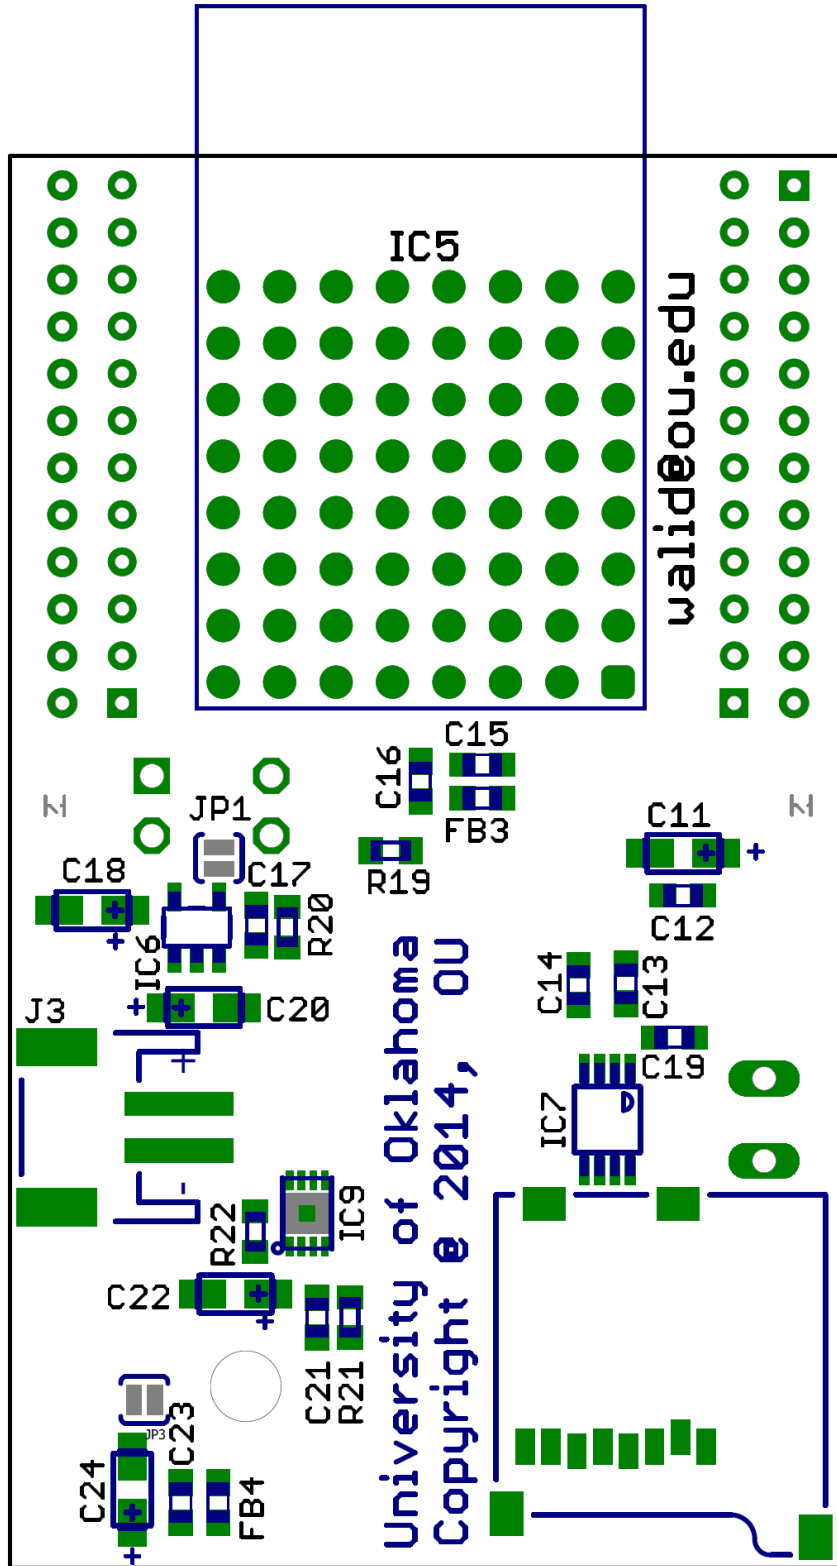 IC5
walid@ou.edu
C15
C16
FB3
JP1
C11
R19
C18
C17
R20
C12
IC6
C14
C13
J3
C20
C19
+
-
IC7
University of Oklahoma
Copyright @ 2014, OU
R22
IC9
C22
C21
R21
JP3
C23
C24
FB4